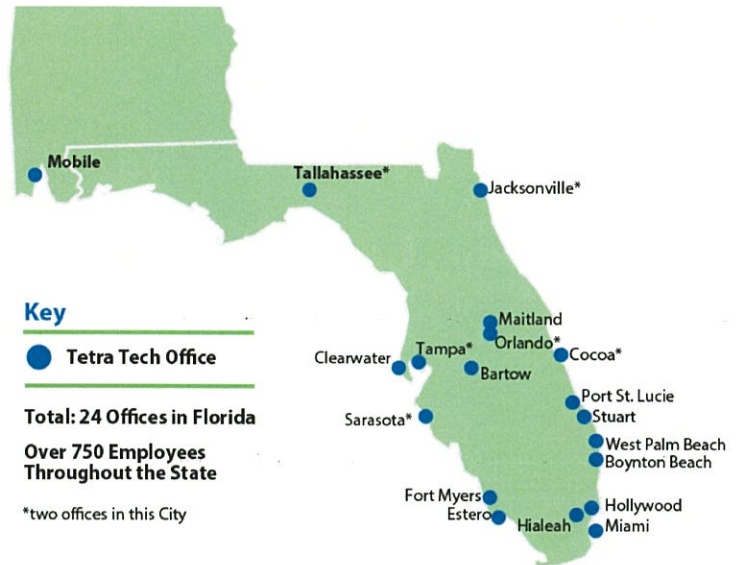 Mobile
Tallahassee*
Jacksonville*
Maitland
Orlando*
Cocoa*
Clearwater
Tampa*
Bartow
Port St. Lucie
Stuart
Sarasota*
West Palm Beach
Boynton Beach
Fort Myers
Estero
Hialeah
Hollywood
Miami
Key
Tetra Tech Office
Total: 24 Offices in Florida
Over 750 Employees
Throughout the State
*two offices in this City